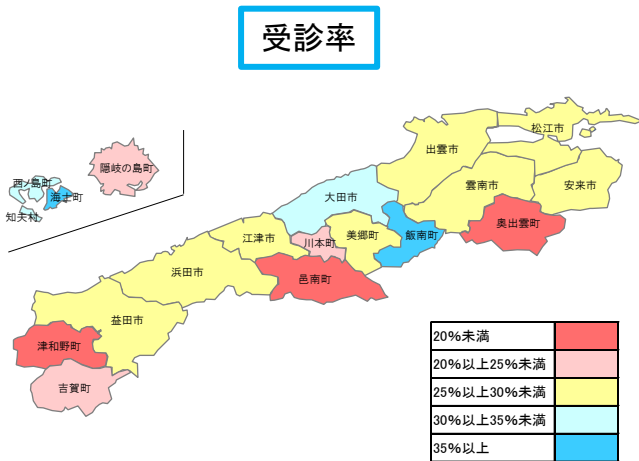 受診率
松江市
出雲市
隠岐の島町
西ノ島町
海士町
知夫村
雲南市
安来市
大田市
奥出雲町
飯南町
美郷町
川本町
江津市
浜田市
邑南町
益田市
津和野町
吉賀町
20%未満
20%以上25%未満
25%以上30%未満
30%以上35%未満
35%以上